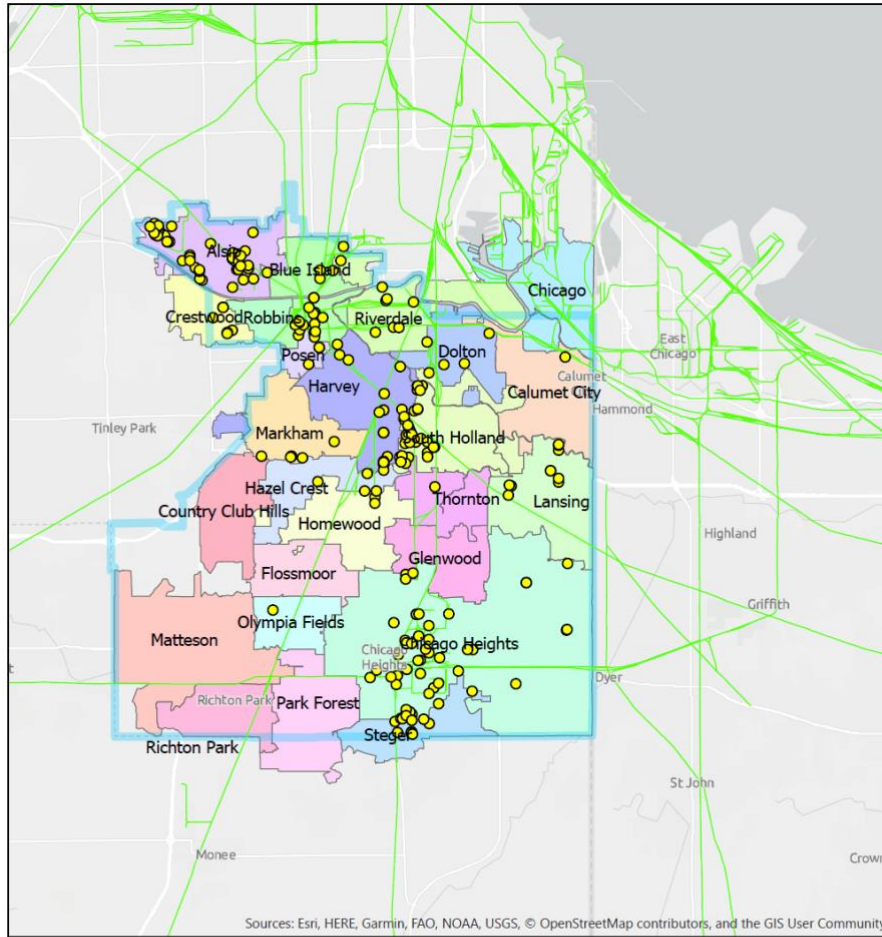 Alsip
Blue Island
Chicago
Crestwood
Robbins
Riverdale
East
Chicago
Posen
Dolton
Harvey
Calumet City
Calumet
Hammond
Tinley Park
Markham
South Holland
Hazel Crest
Thornton
Lansing
Country Club Hills
Homewood
Highland
Glenwood
Flossmoor
Griffith
Olympia Fields
Matteson
Chicago Heights
Chicago
Heights
Dyer
Richton Park
Park Forest
Steger
Richton Park
St John
Monee
Crown
Sources: Esri, HERE, Garmin, FAO, NOAA, USGS, © OpenStreetMap contributors, and the GIS User Community